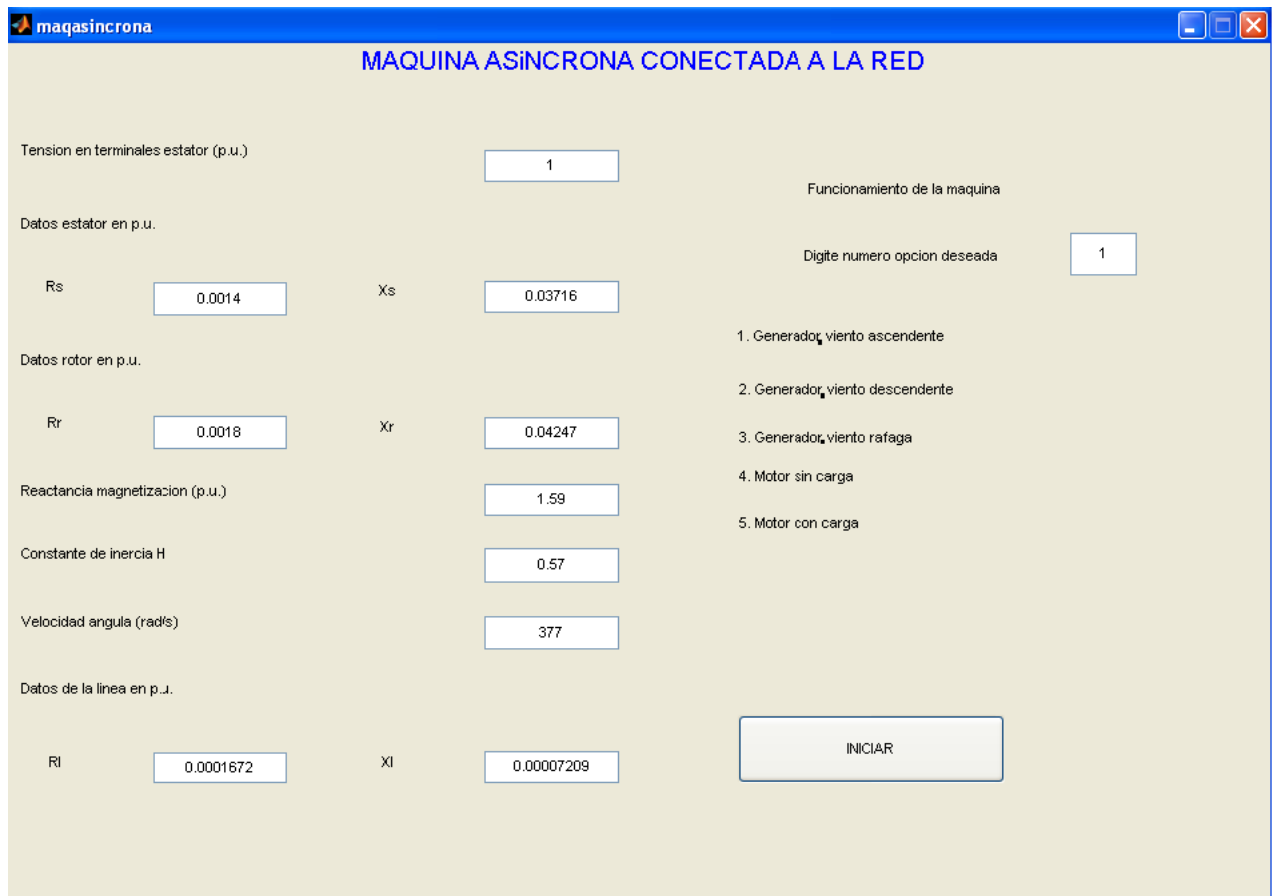 maqasincrona
MAQUINA ASíNCRONA CONECTADA A LA RED
Tension en terminales estator (p.u.)
1
Funcionamiento de la maquina
Datos estator en p.u.
Digite numero opcion deseada
1
Rs
0.0014
Xs
0.03716
1. Generador, viento ascendente
Datos rotor en p.u.
2. Generador, viento descendente
Rr
0.0018
Xr
0.04247
3. Generador, viento rafaga
4. Motor sin carga
Reactancia magnetizacion (p.u.)
1.59
5. Motor con carga
Constante de inercia H
0.57
Velocidad angula (rad/s)
377
Datos de la linea en p.u.
Rl
0.0001672
Xl
0.00007209
INICIAR